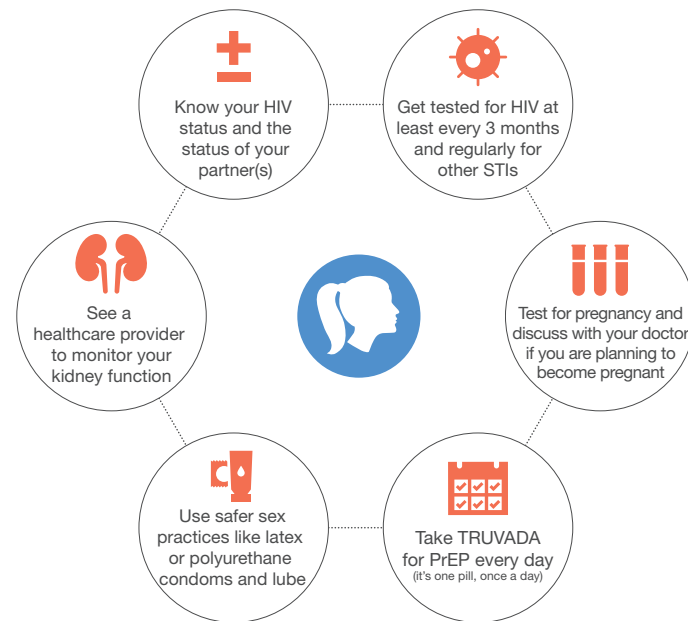 Know your HIV
status and the
status of your
partner(s)
Get tested for HIV at
least every 3 months
and regularly for
other STIs
See a
healthcare provider
to monitor your
kidney function
Test for pregnancy and
discuss with your doctor
if you are planning to
become pregnant
Use safer sex
practices like latex
or polyurethane
condoms and lube
Take TRUVADA
for PrEP every day
(it's one pill, once a day)